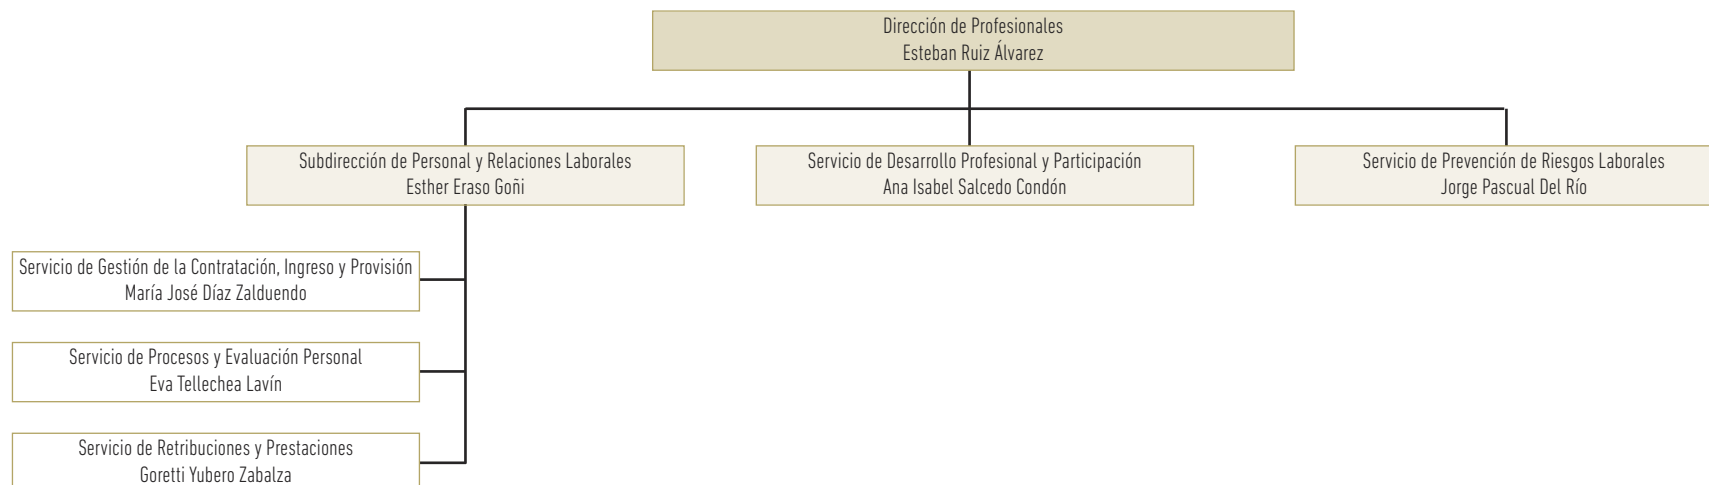 Dirección de Profesionales
Esteban Ruiz Álvarez
Subdirección de Personal y Relaciones Laborales
Esther Eraso Goñi
Servicio de Desarrollo Profesional y Participación
Ana Isabel Salcedo Condón
Servicio de Prevención de Riesgos Laborales
Jorge Pascual Del Río
Servicio de Gestión de la Contratación, Ingreso y Provisión
María José Díaz Zalduendo
Servicio de Procesos y Evaluación Personal
Eva Tellechea Lavín
Servicio de Retribuciones y Prestaciones
Goretti Yubero Zabalza